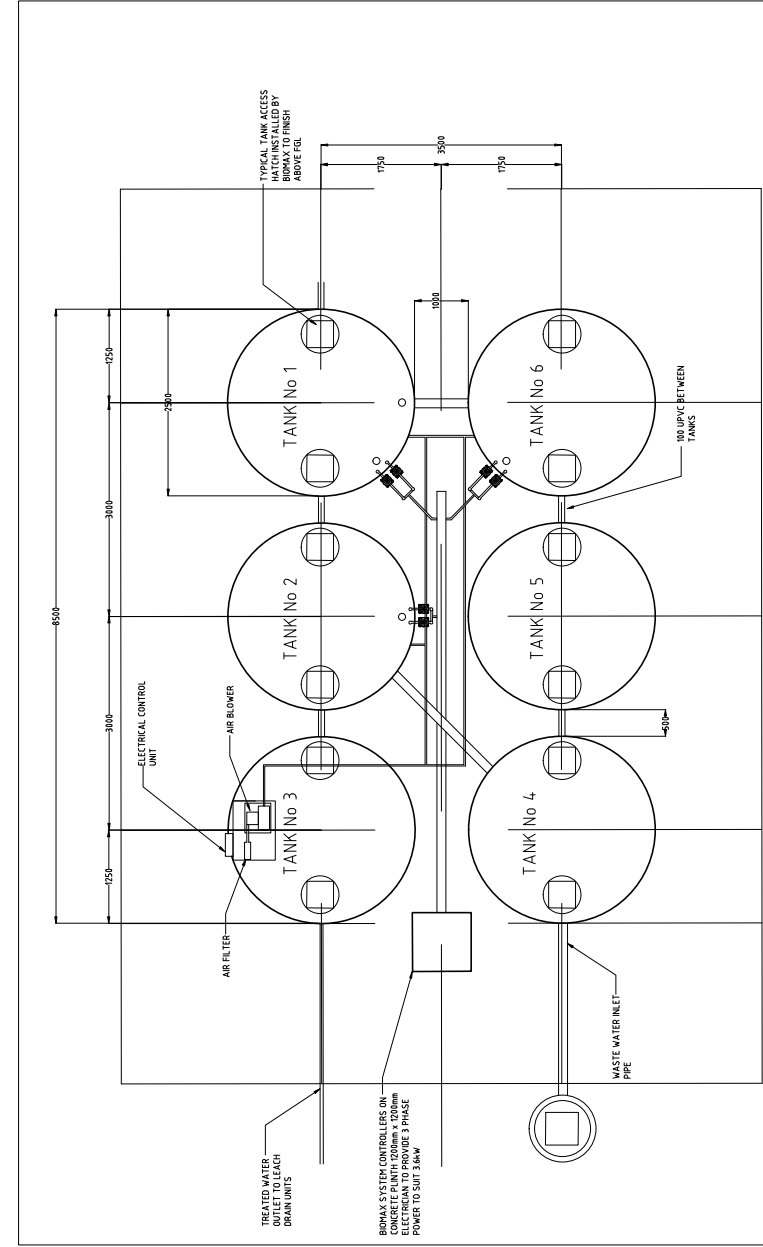 TYPICAL TANK ACCESS
HATCH INSTALLED BY
BIOMAX TO FINISH
ABOVE FGL
3500
1750
1750
8500
1250
3000
3000
1250
2500
1000
500
TANK No 1
TANK No 2
TANK No 3
TANK No 4
TANK No 5
TANK No 6
100 UPVC BETWEEN
TANKS
ELECTRICAL CONTROL
UNIT
AIR BLOWER
AIR FILTER
TREATED WATER
OUTLET TO LEACH
DRAIN UNITS
BIOMAX SYSTEM CONTROLLERS ON
CONCRETE PLINTH 1200mm x 1200mm
ELECTRICIAN TO PROVIDE 3 PHASE
POWER TO SUIT 3.6kW
WASTE WATER INLET
PIPE